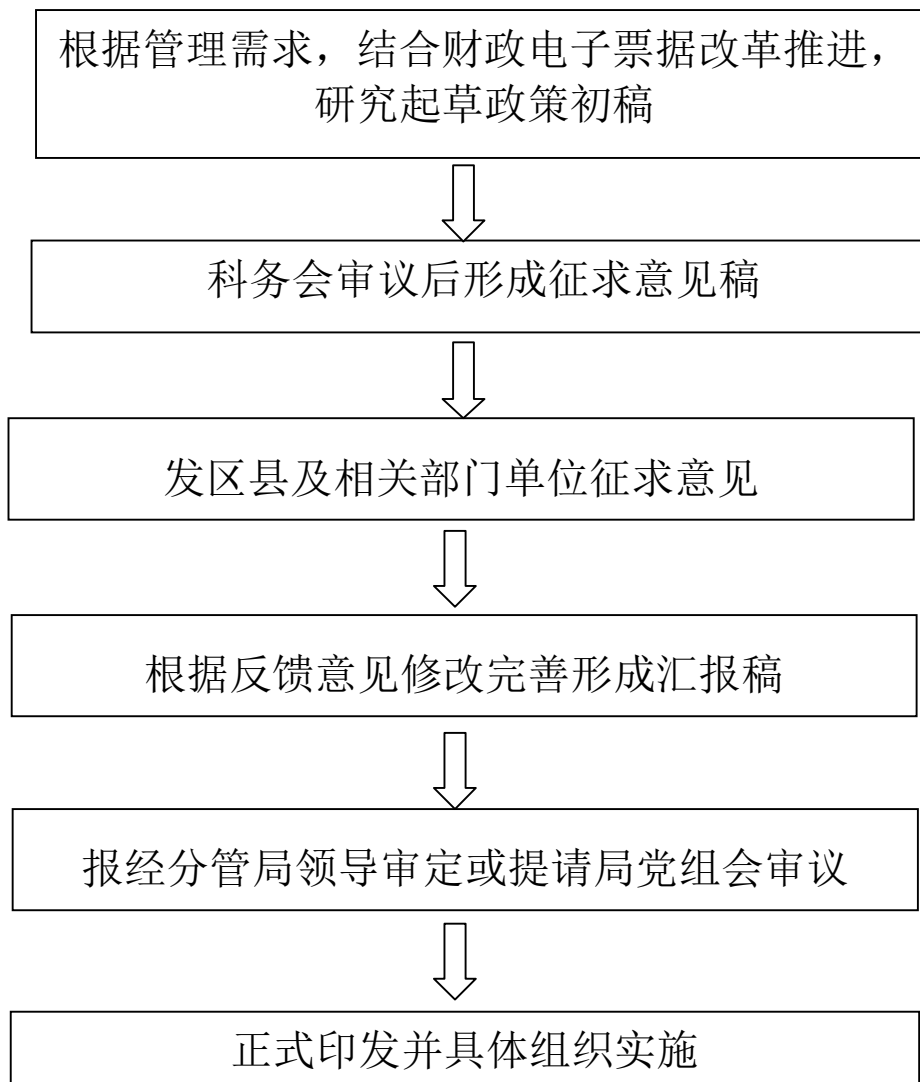 根据管理需求，结合财政电子票据改革推进，
研究起草政策初稿
科务会审议后形成征求意见稿
发区县及相关部门单位征求意见
根据反馈意见修改完善形成汇报稿
报经分管局领导审定或提请局党组会审议
正式印发并具体组织实施